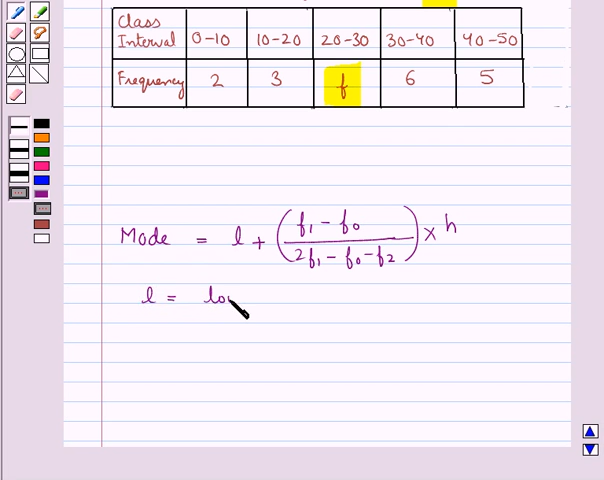 Class Interval 0-10 10-20 20-30 30-40 40-50
Frequency 2 3 f 6 5
Mode = l + (f₁ - f₀ / 2f₁ - f₀ - f₂) × h
l = lo